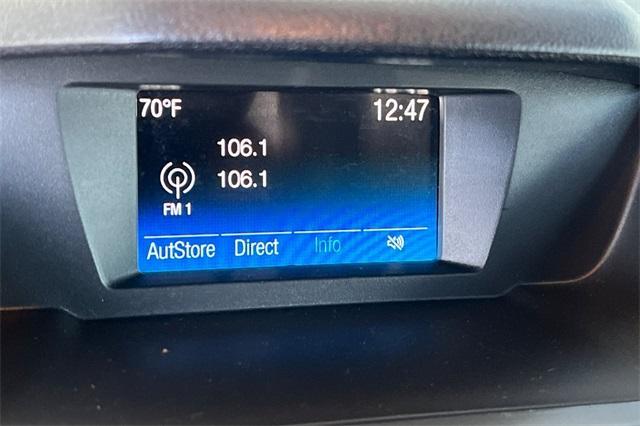 70°F 12:47
106.1
106.1
FM 1
AutStore Direct Info